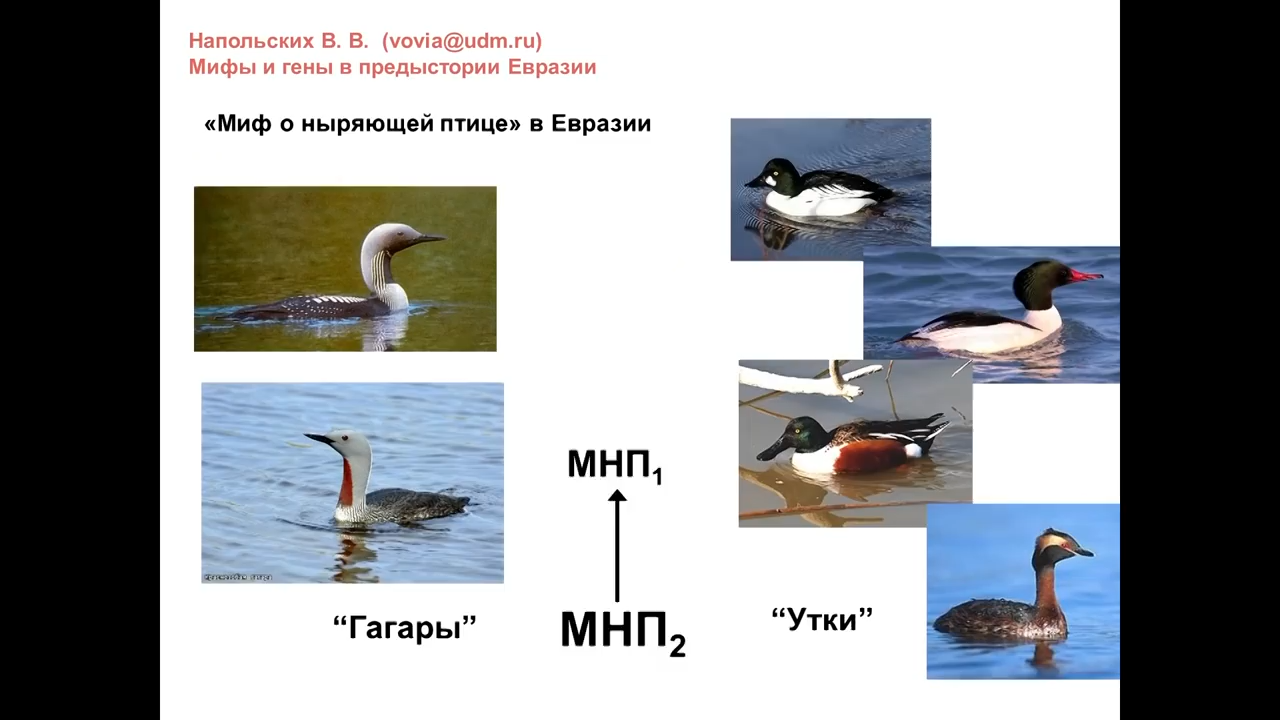 Напольских В. В. (vovia@udm.ru)
Мифы и гены в предыстории Евразии
«Миф о ныряющей птице» в Евразии
МНП₁
МНП₂
“Гагары”
“Утки”